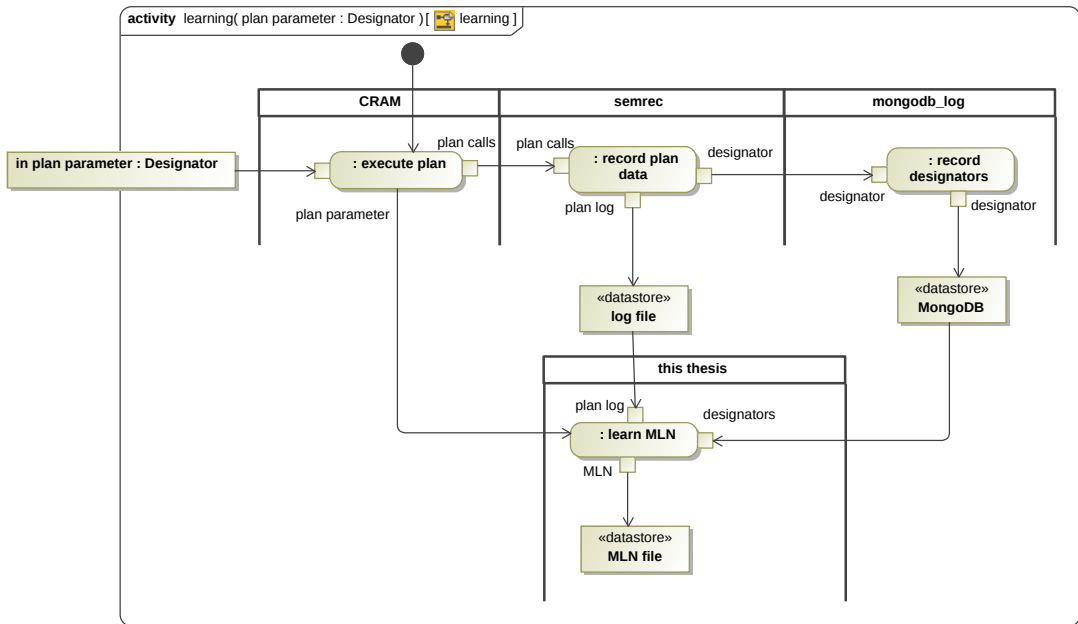 activity learning( plan parameter : Designator ) [ learning ]
CRAM
semrec
mongodb_log
in plan parameter : Designator
plan parameter
: execute plan
plan calls
plan calls
: record plan
data
designator
plan log
designator
: record
designators
designator
«datastore»
log file
«datastore»
MongoDB
this thesis
plan log
designators
: learn MLN
MLN
«datastore»
MLN file